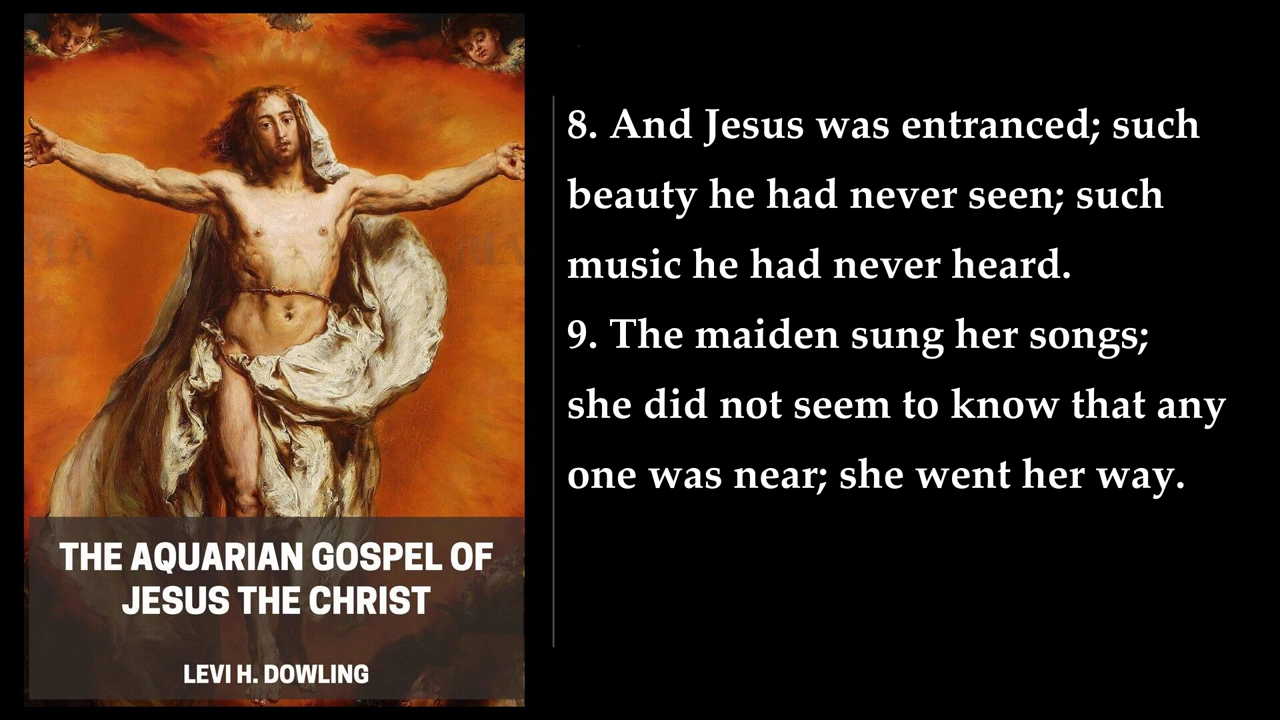 8. And Jesus was entranced; such
beauty he had never seen; such
music he had never heard.
9. The maiden sung her songs;
she did not seem to know that any
one was near; she went her way.
THE AQUARIAN GOSPEL OF
JESUS THE CHRIST
LEVI H. DOWLING